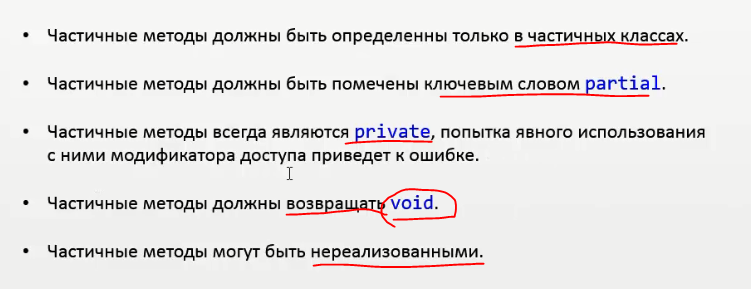 • Частичные методы должны быть определенны только в частичных классах.
• Частичные методы должны быть помечены ключевым словом partial.
• Частичные методы всегда являются private, попытка явного использования
с ними модификатора доступа приведет к ошибке.
• Частичные методы должны возвращать void.
• Частичные методы могут быть нереализованными.